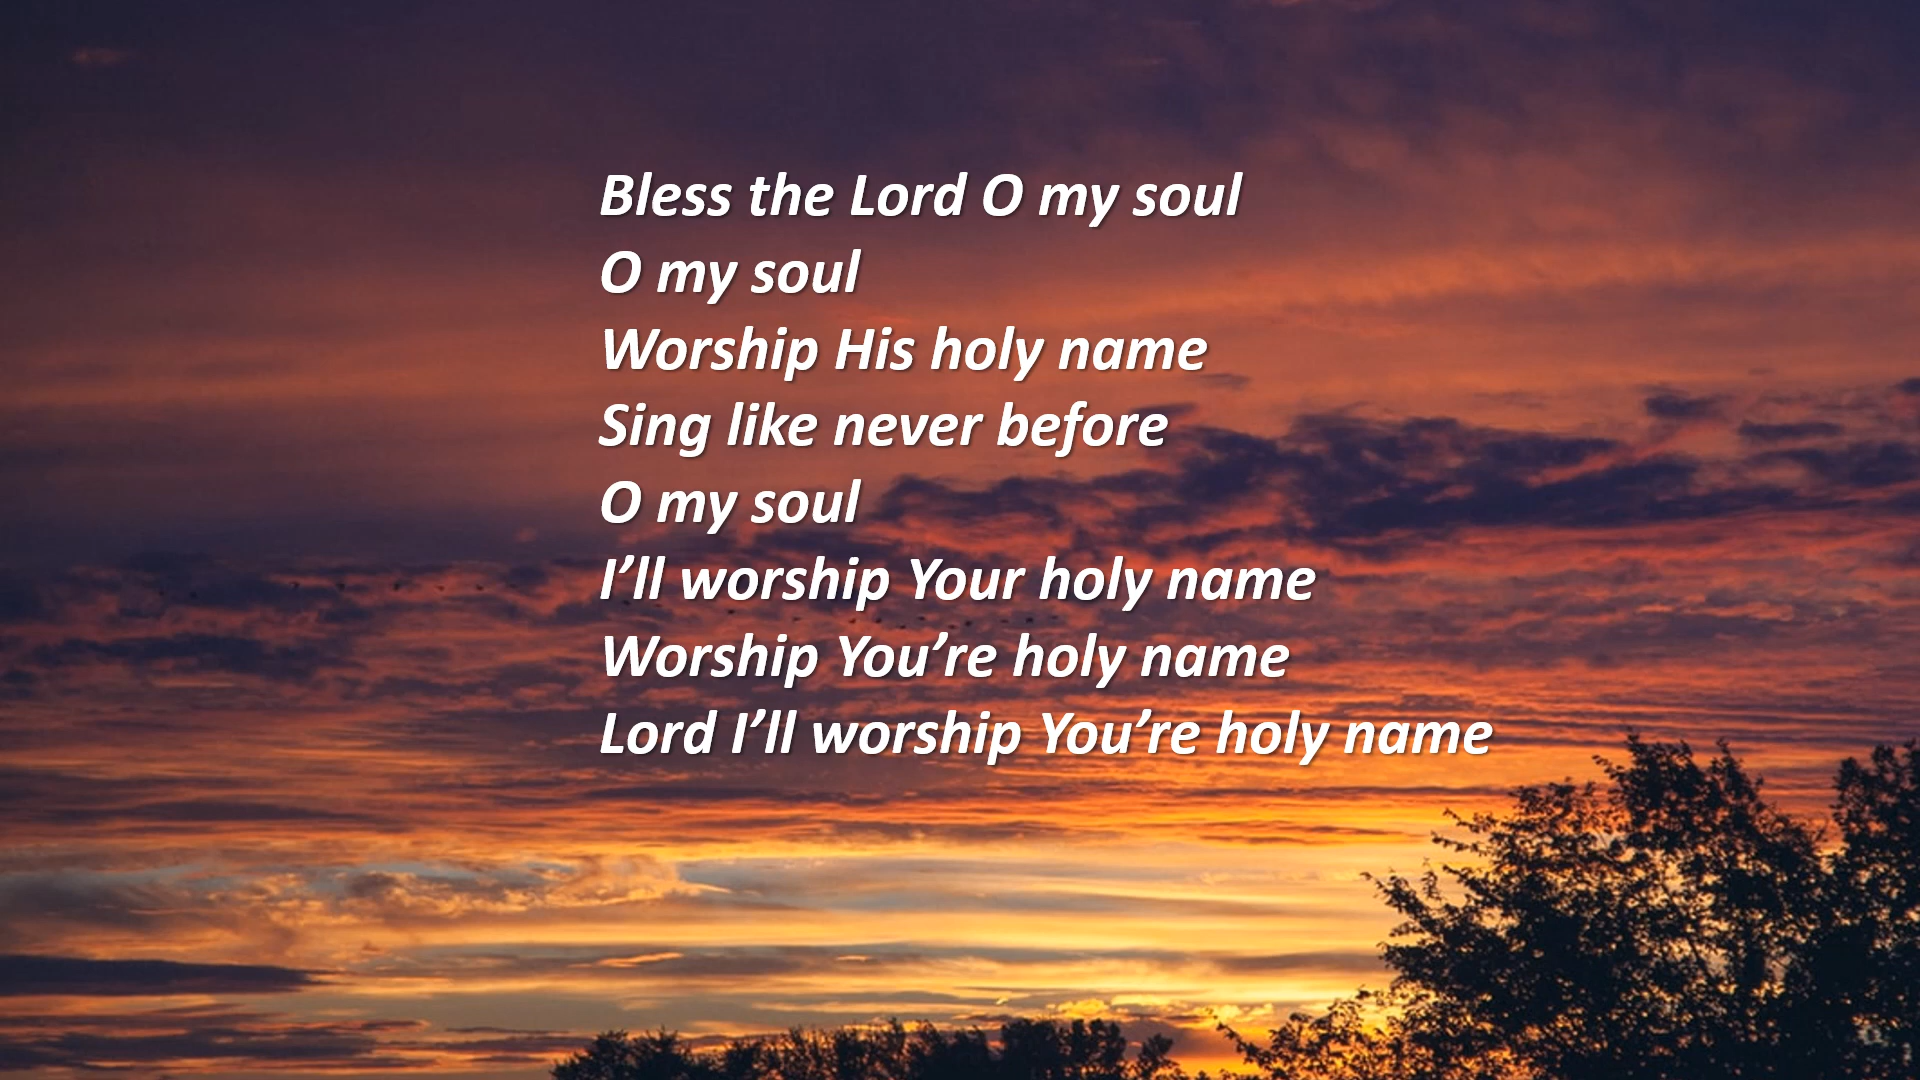 Bless the Lord O my soul
O my soul
Worship His holy name
Sing like never before
O my soul
I’ll worship Your holy name
Worship You’re holy name
Lord I’ll worship You’re holy name